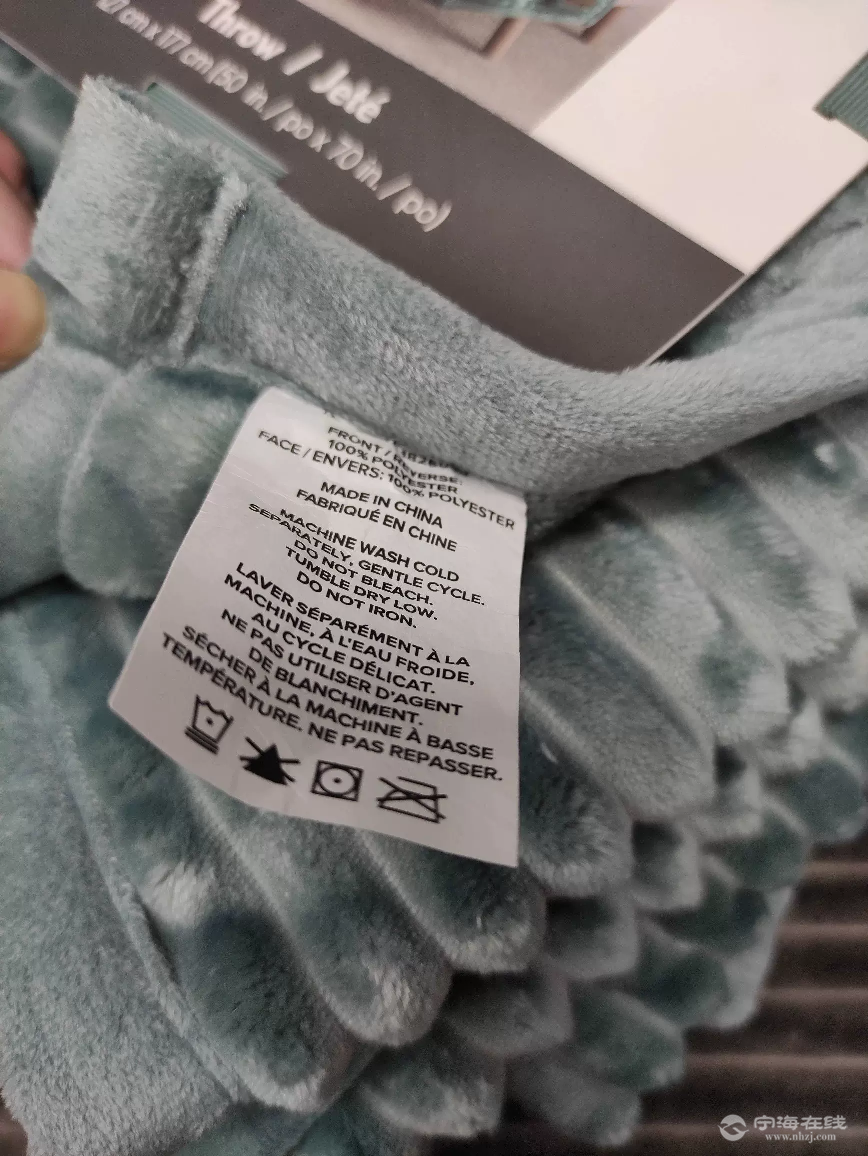 Throw / Jeté
127 cm x 177 cm (50 in. / po x 70 in. / po)
FRONT / REVERSE:
100% POLYESTER
FACE / ENVERS: 100% POLYESTER
MADE IN CHINA
FABRIQUÉ EN CHINE
MACHINE WASH COLD
SEPARATELY, GENTLE CYCLE.
DO NOT BLEACH.
TUMBLE DRY LOW.
DO NOT IRON.
LAVER SÉPARÉMENT À LA
MACHINE, À L'EAU FROIDE,
AU CYCLE DÉLICAT.
NE PAS UTILISER D'AGENT
DE BLANCHIMENT.
SÉCHER À LA MACHINE À BASSE
TEMPÉRATURE. NE PAS REPASSER.
宁海在线
www.nhzj.com